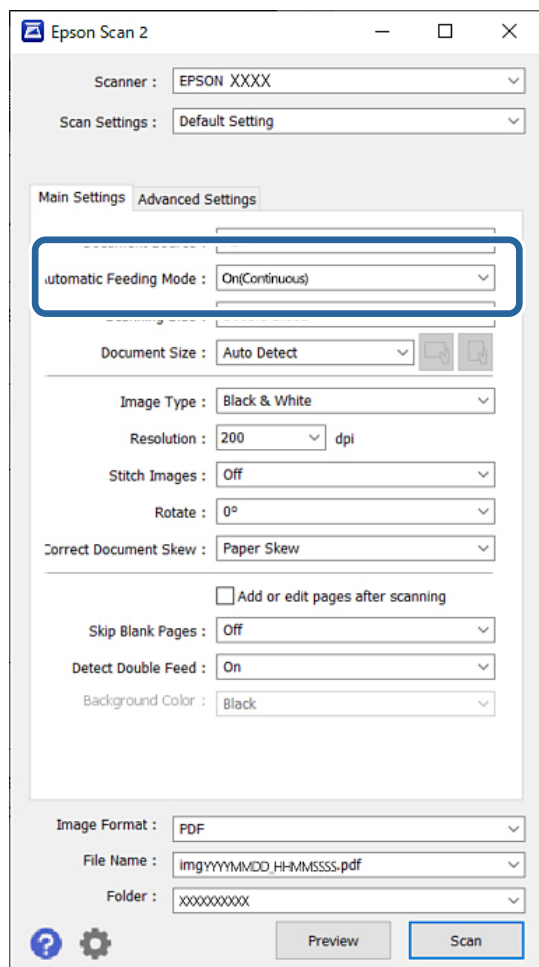 Epson Scan 2
Scanner : EPSON XXXX
Scan Settings : Default Setting
Main Settings Advanced Settings
utomatic Feeding Mode : On(Continuous)
Document Size : Auto Detect
Image Type : Black & White
Resolution : 200 dpi
Stitch Images : Off
Rotate : 0°
Correct Document Skew : Paper Skew
Add or edit pages after scanning
Skip Blank Pages : Off
Detect Double Feed : On
Background Color : Black
Image Format : PDF
File Name : imgYYYYMMDD_HHMMSSSS.pdf
Folder : XXXXXXXXXX
? Preview Scan